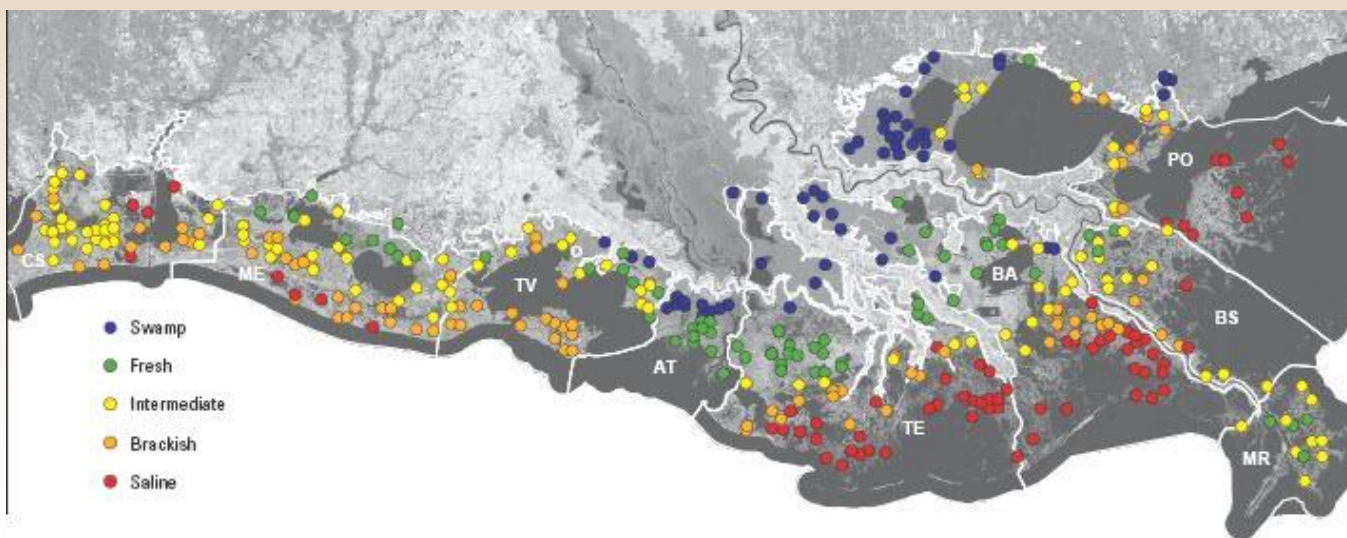 PO
CS
ME
TV
BA
BS
AT
TE
MR
Swamp
Fresh
Intermediate
Brackish
Saline